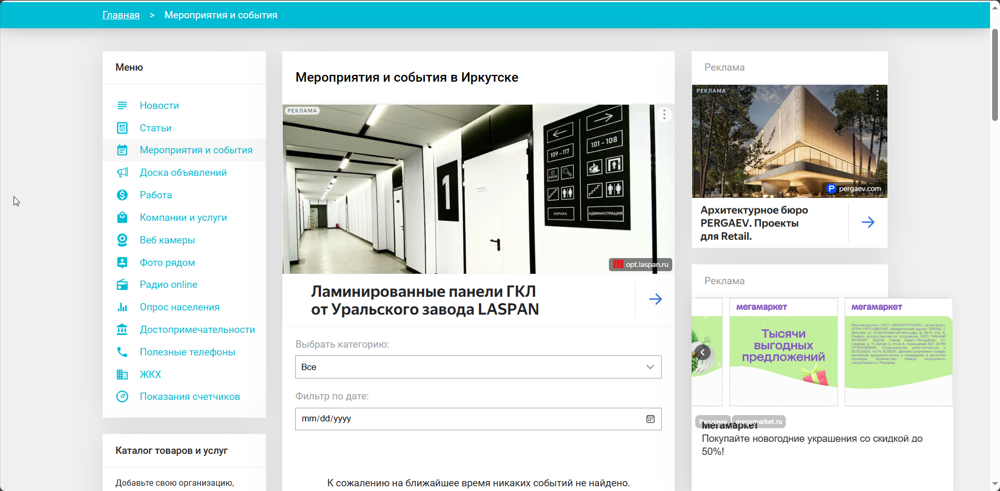 Главная > Мероприятия и события
Меню
Новости
Статьи
Мероприятия и события
Доска объявлений
Работа
Компании и услуги
Веб камеры
Фото рядом
Радио online
Опрос населения
Достопримечательности
Полезные телефоны
ЖКХ
Показания счетчиков
Каталог товаров и услуг
Добавьте свою организацию,
Мероприятия и события в Иркутске
РЕКЛАМА
1
101 - 108
109 - 117
ОХРАНА
АДМИНИСТРАЦИЯ
opt.laspan.ru
Ламинированные панели ГКЛ
от Уральского завода LASPAN
Выбрать категорию:
Все
Фильтр по дате:
mm/dd/yyyy
К сожалению на ближайшее время никаких событий не найдено.
Реклама
РЕКЛАМА
P pergaev.com
Архитектурное бюро
PERGAEV. Проекты
для Retail.
Реклама
мегамаркет
Тысячи
выгодных
предложений
мегамаркет
Реклама megamarket.ru
Мегамаркет
Покупайте новогодние украшения со скидкой до
50%!